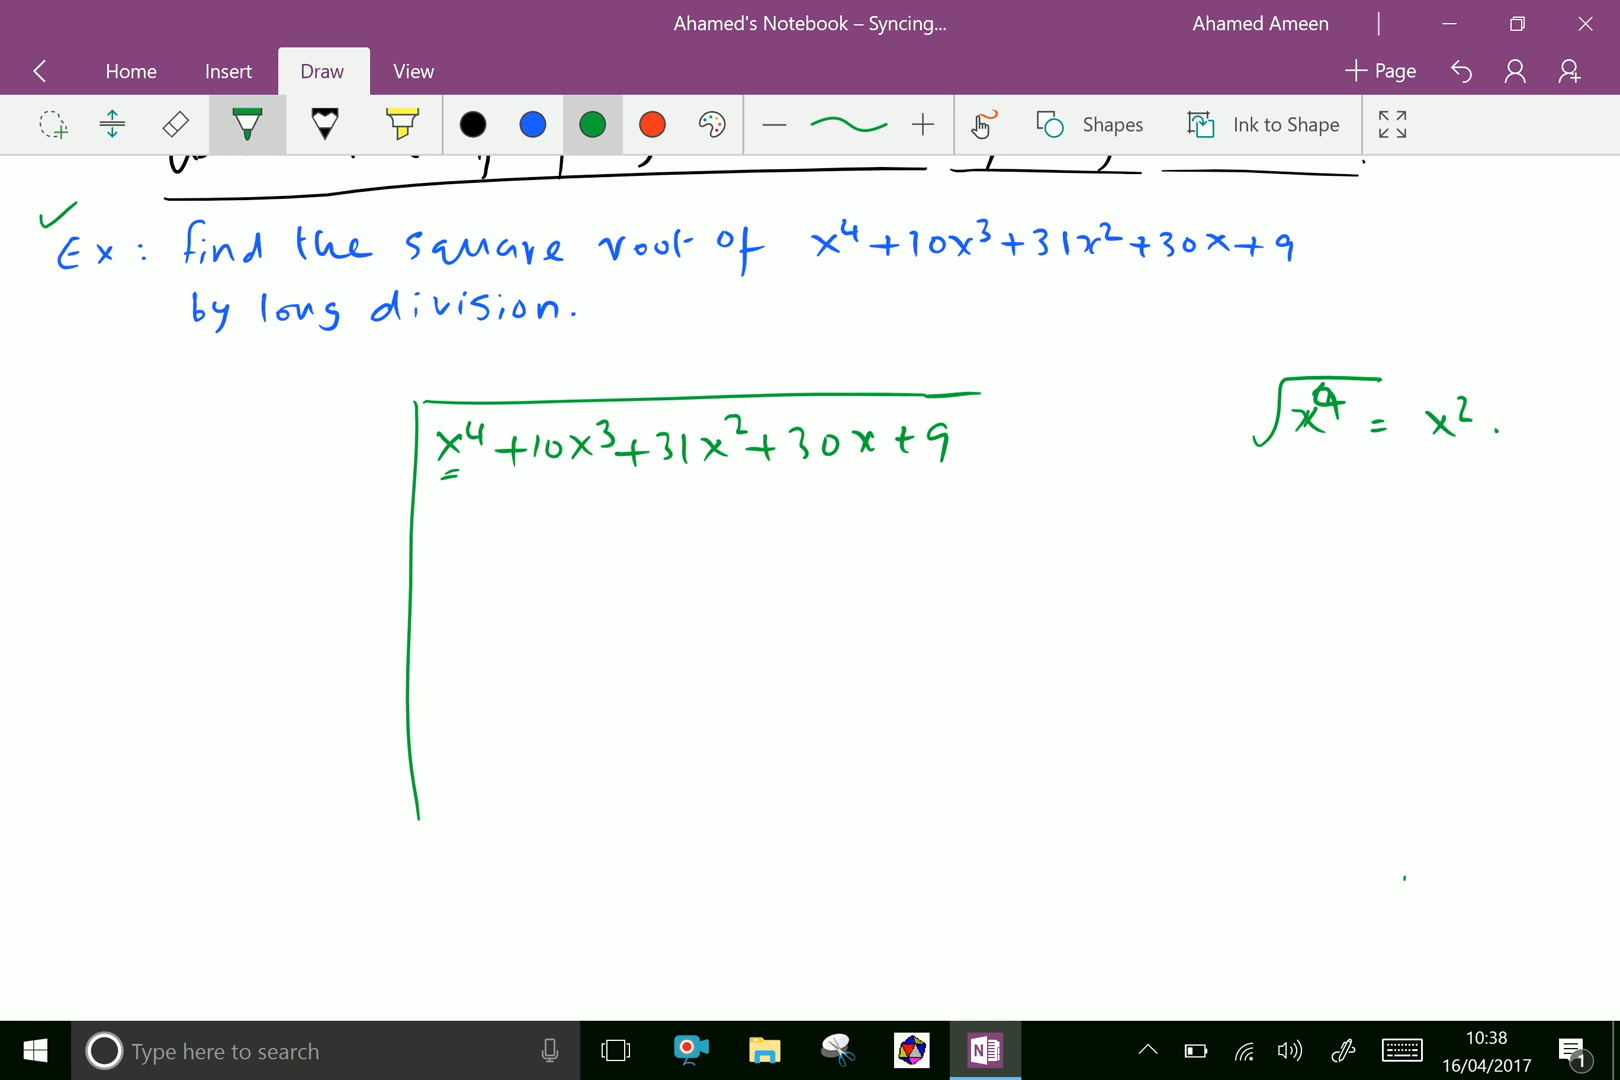 Ahamed's Notebook – Syncing...
Ahamed Ameen
Home Insert Draw View
Page
Shapes
Ink to Shape
Ex: find the square root of x⁴+10x³+31x²+30x+9
by long division.
x⁴+10x³+31x²+30x+9
√x⁴ = x².
Type here to search
N
10:38
16/04/2017
1